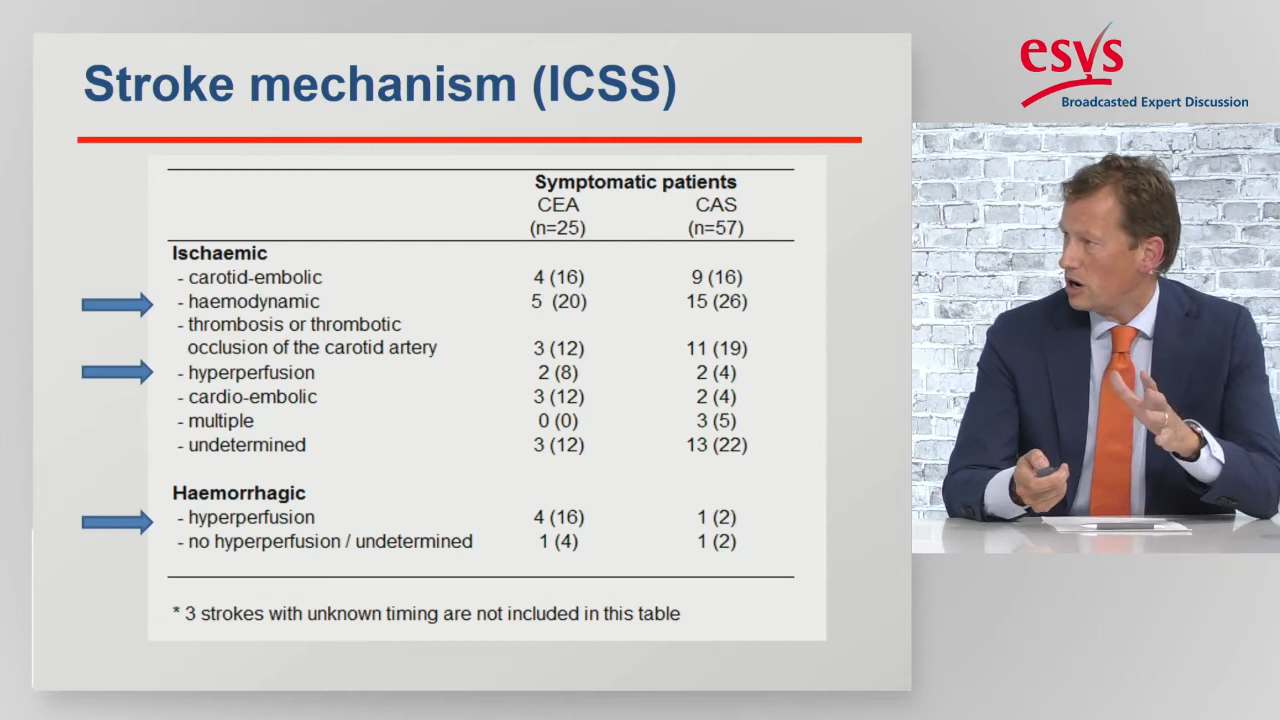 Stroke mechanism (ICSS)
esvs
Broadcasted Expert Discussion
Symptomatic patients
CEA CAS
(n=25) (n=57)
Ischaemic
- carotid-embolic 4 (16) 9 (16)
- haemodynamic 5 (20) 15 (26)
- thrombosis or thrombotic
occlusion of the carotid artery 3 (12) 11 (19)
- hyperperfusion 2 (8) 2 (4)
- cardio-embolic 3 (12) 2 (4)
- multiple 0 (0) 3 (5)
- undetermined 3 (12) 13 (22)
Haemorrhagic
- hyperperfusion 4 (16) 1 (2)
- no hyperperfusion / undetermined 1 (4) 1 (2)
* 3 strokes with unknown timing are not included in this table